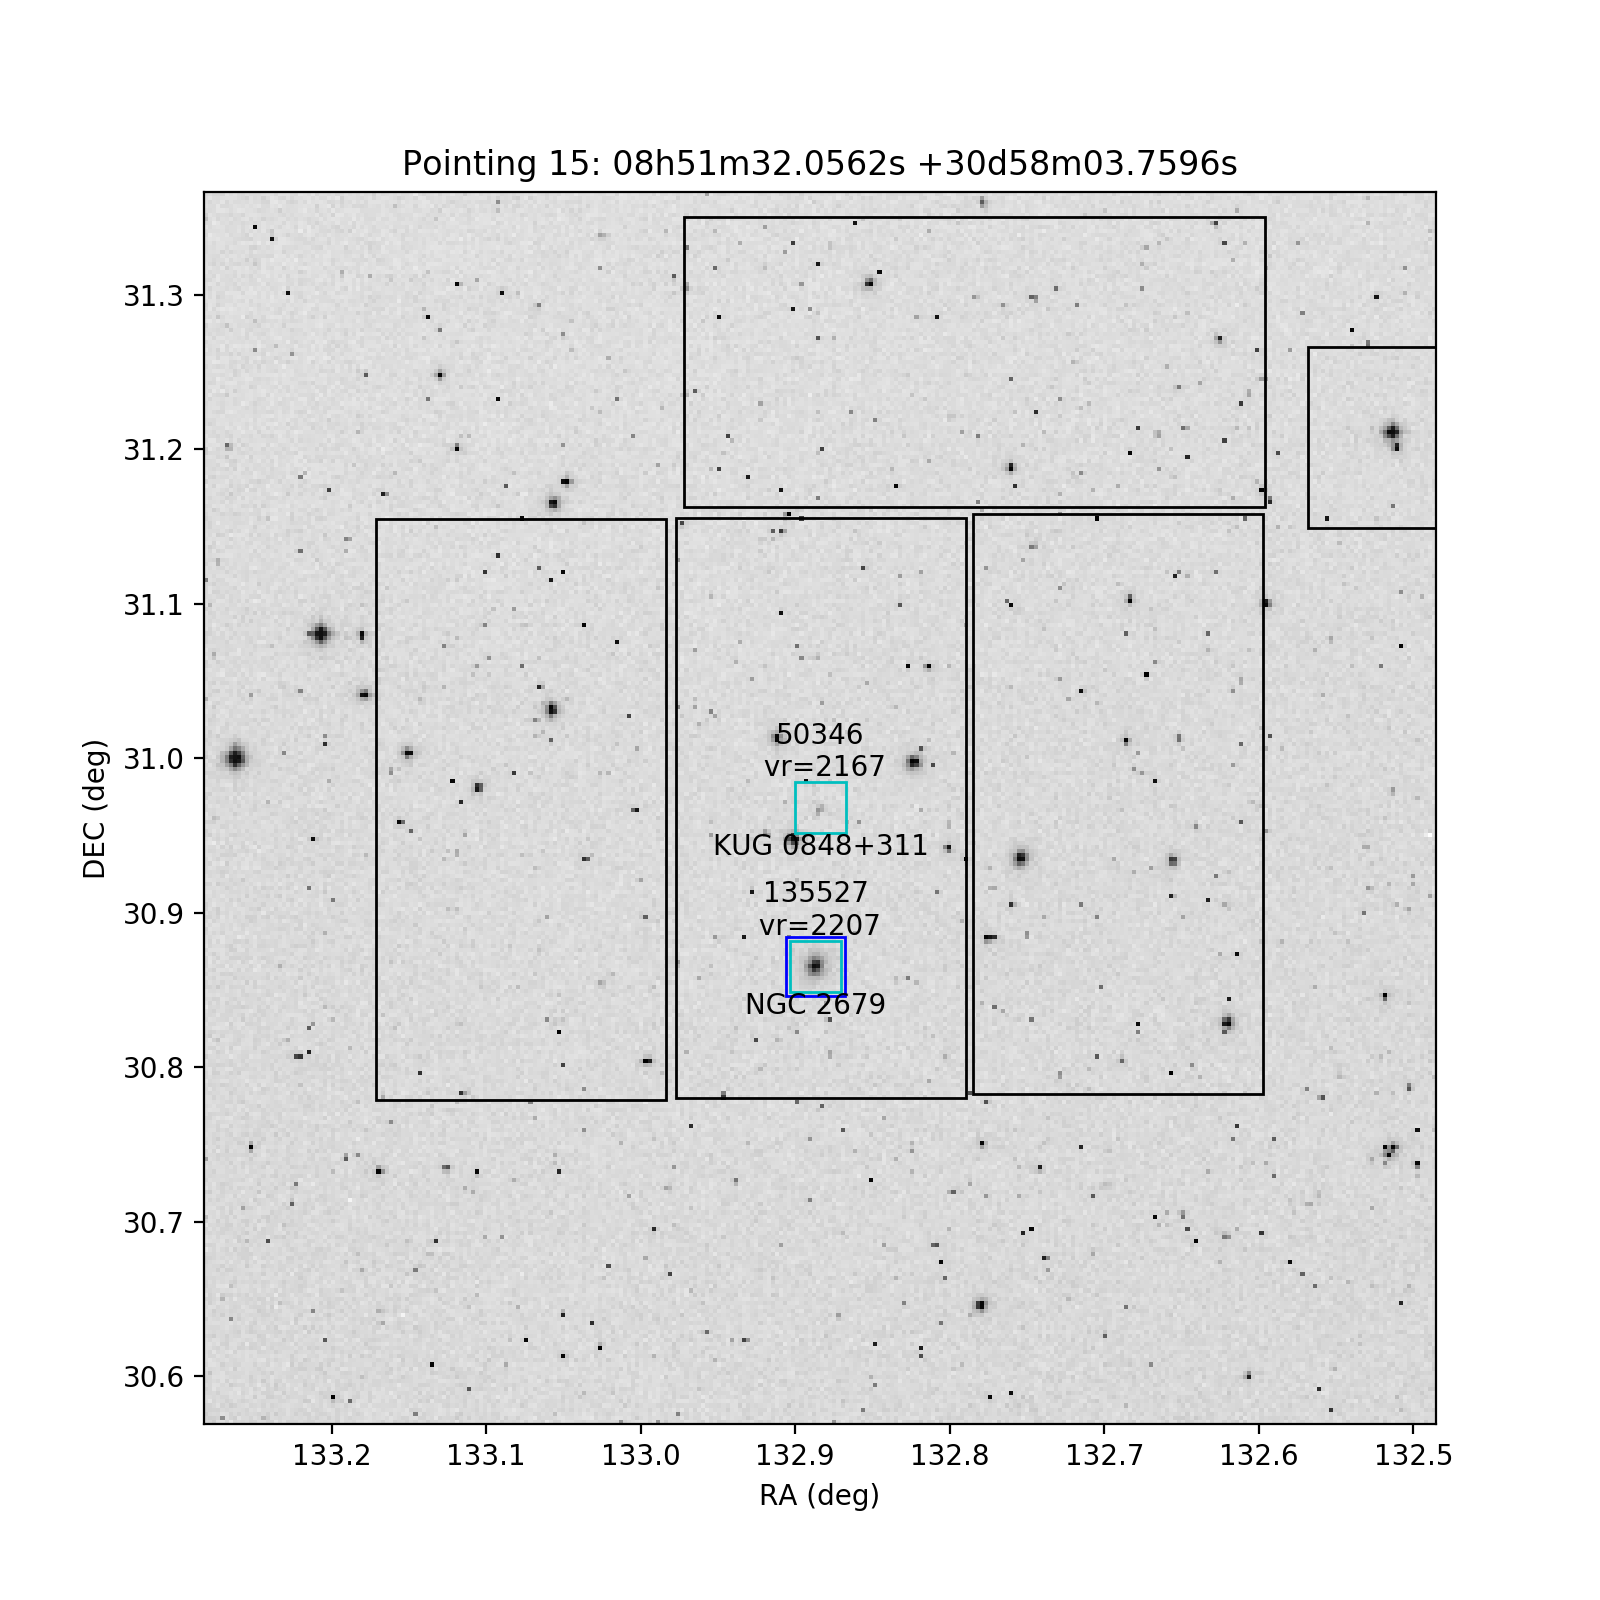 Pointing 15: 08h51m32.0562s +30d58m03.7596s
31.3
31.2
31.1
31.0
30.9
30.8
30.7
30.6
DEC (deg)
50346
vr=2167
KUG 0848+311
135527
vr=2207
NGC 2679
133.2 133.1 133.0 132.9 132.8 132.7 132.6 132.5
RA (deg)